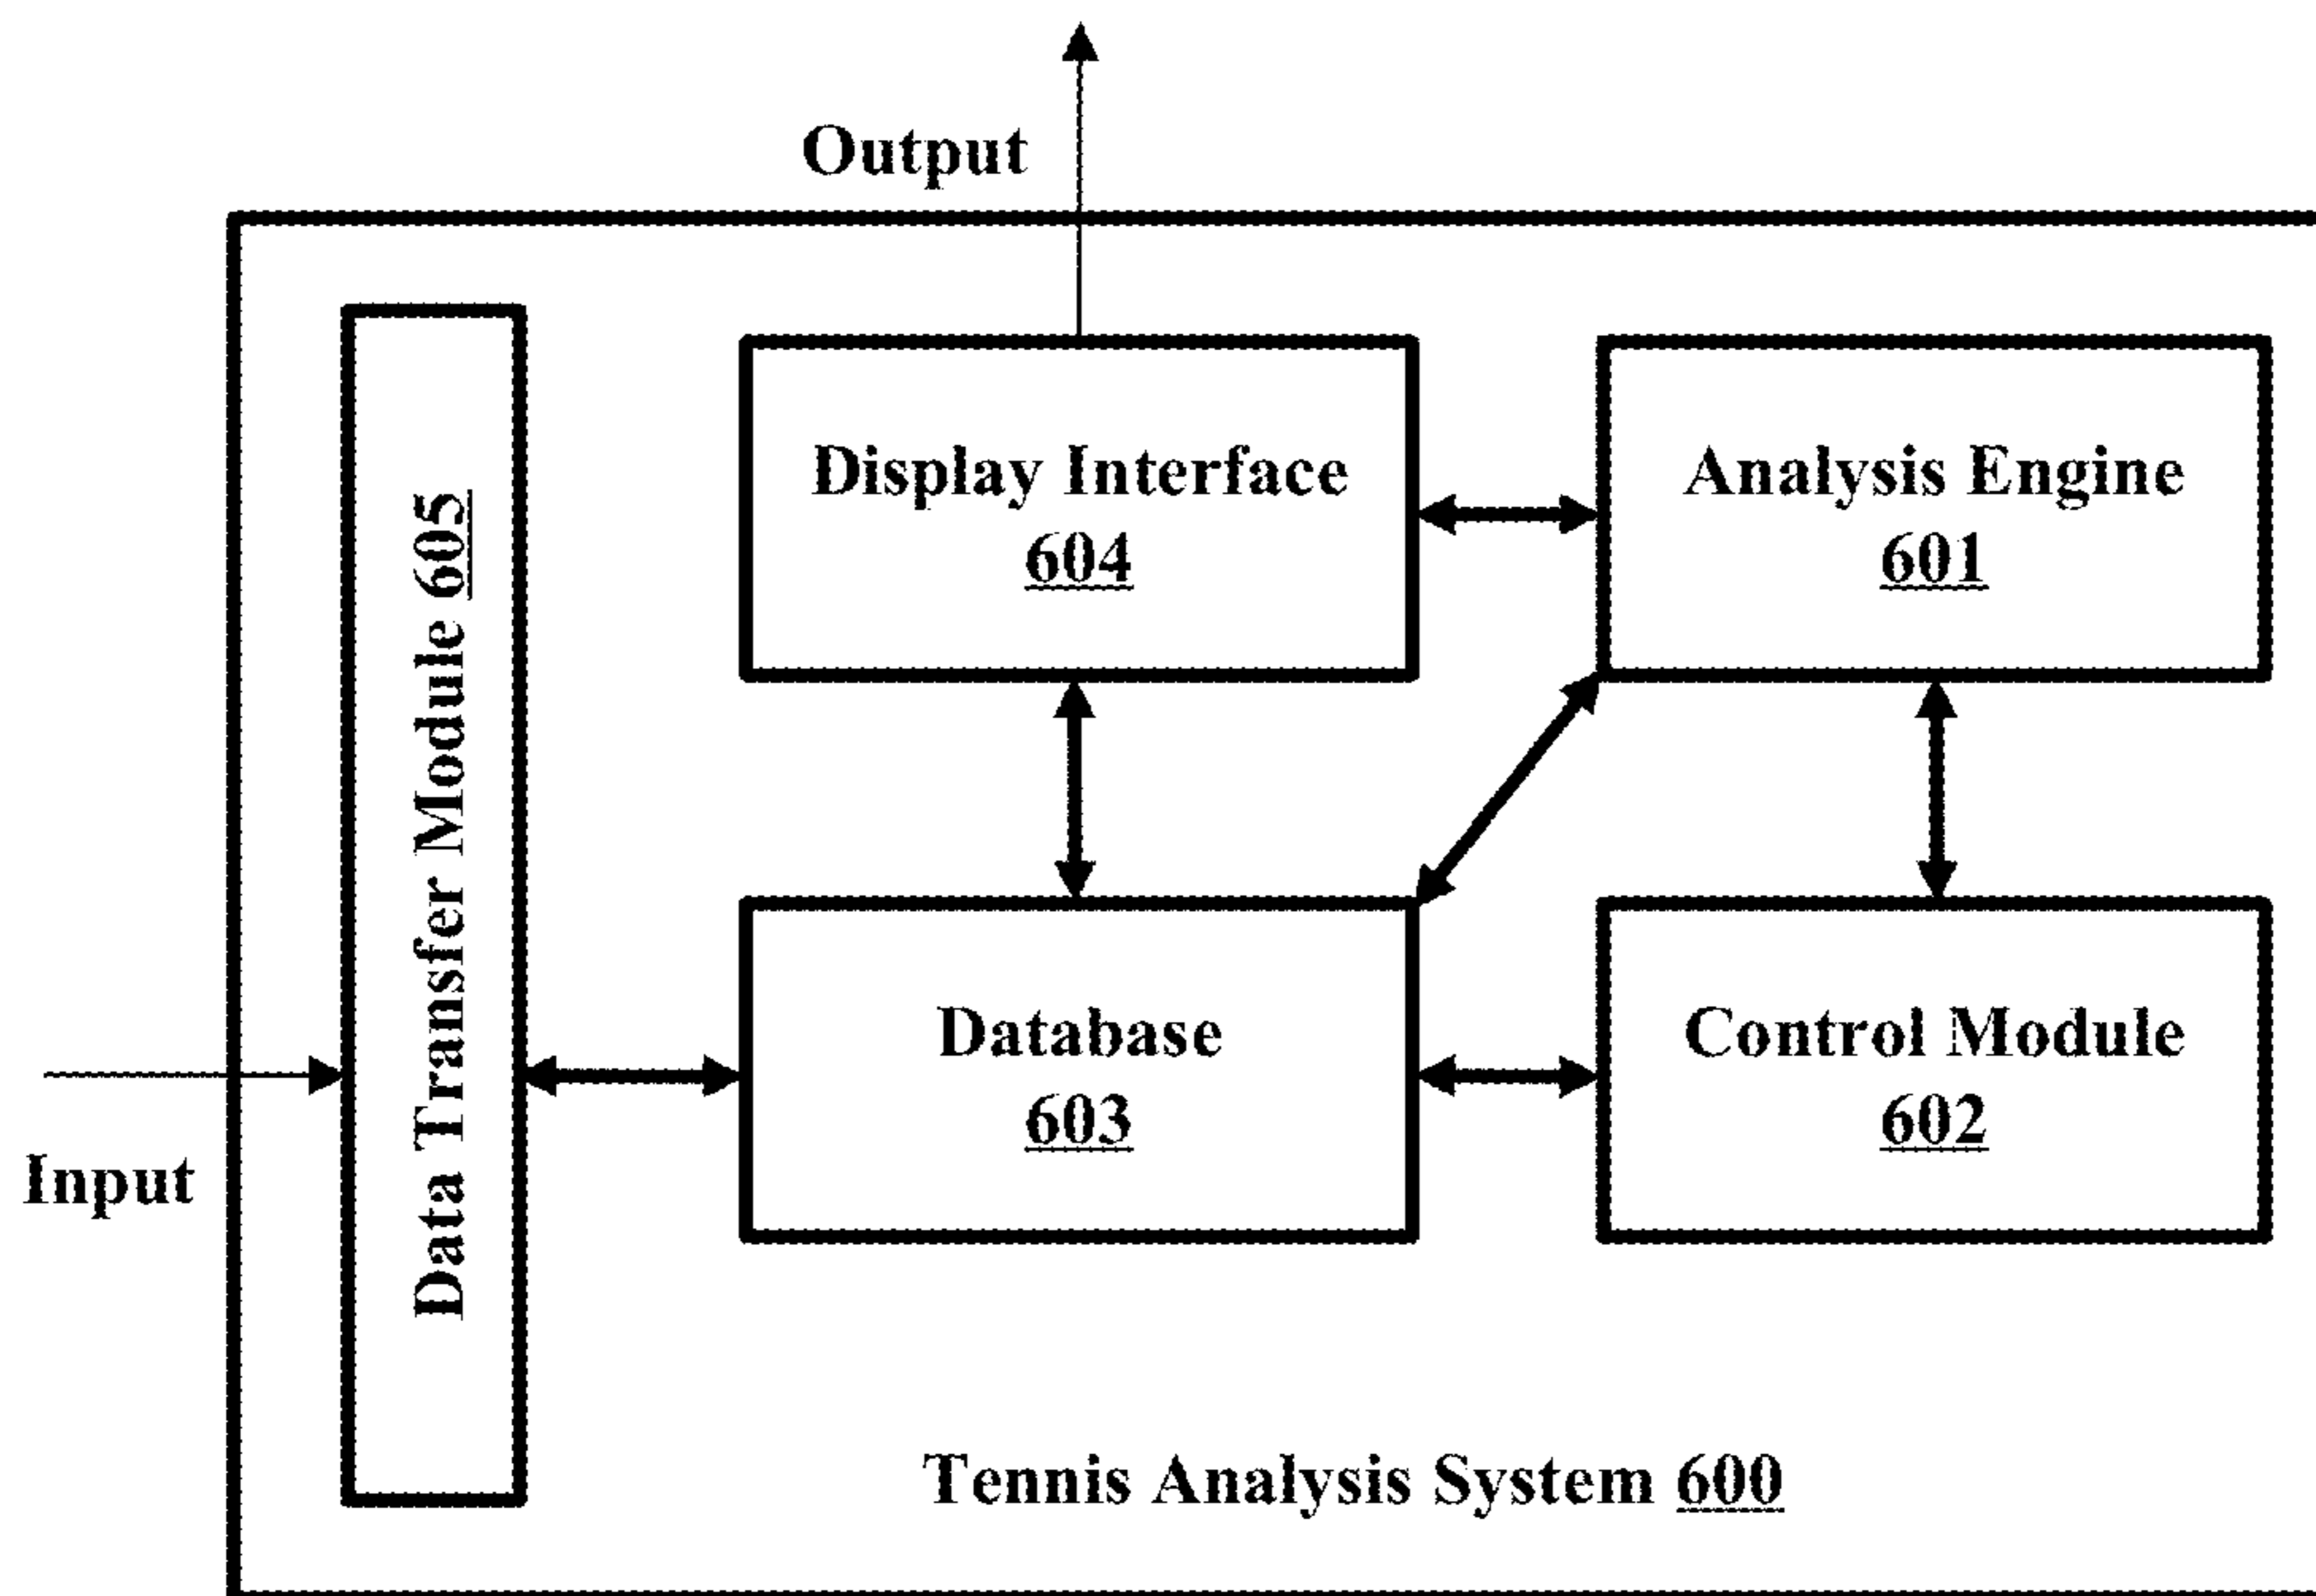 Output
Display Interface
604
Analysis Engine
601
Data Transfer Module 605
Database
603
Control Module
602
Input
Tennis Analysis System 600